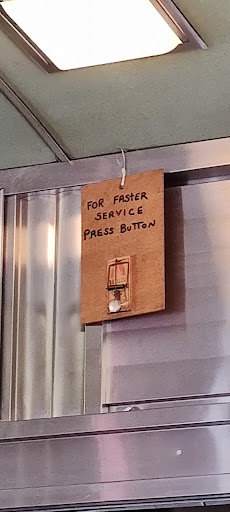 FOR FASTER
SERVICE
PRESS BUTTON